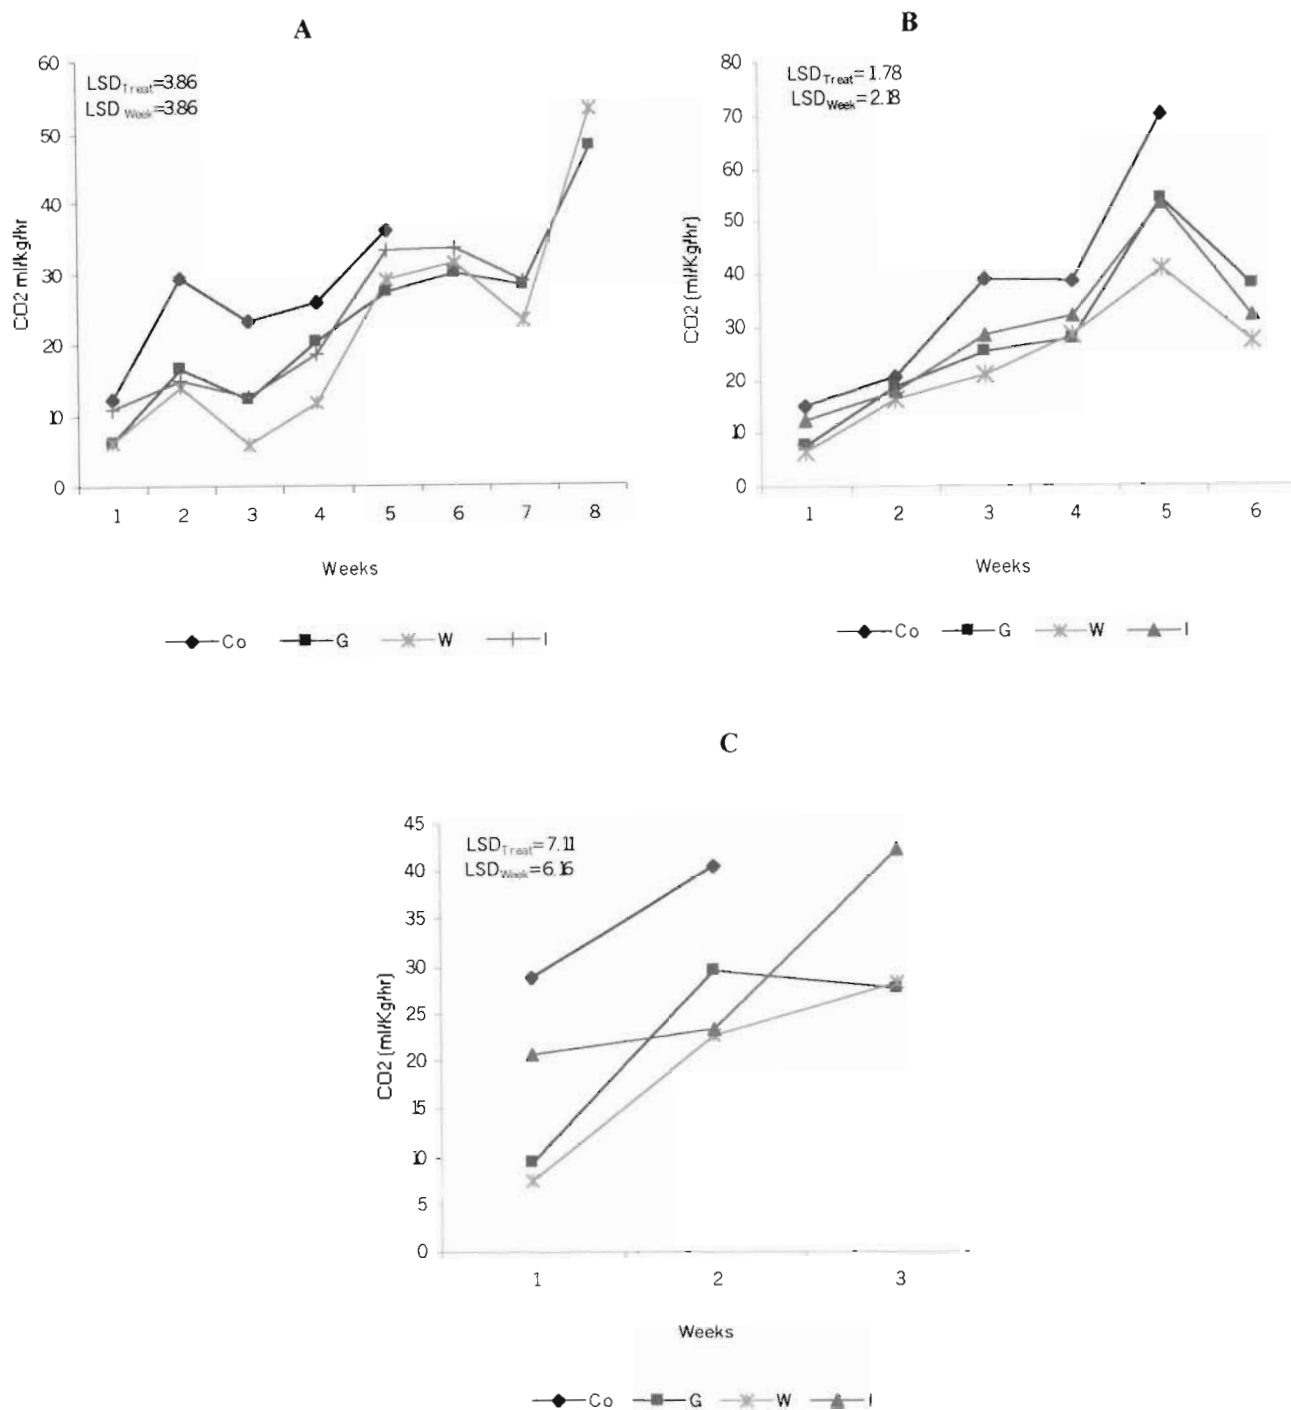 A
LSDTreat=3.86
LSD Week=3.86
60
50
40
30
20
10
0
CO2 ml/kg/hr
1 2 3 4 5 6 7 8
Weeks
Co G W I
B
LSDTreat=1.78
LSDWeek=2.18
80
70
60
50
40
30
20
10
0
CO2 (ml/Kg/hr)
1 2 3 4 5 6
Weeks
Co G W I
C
LSDTreat=7.11
LSDWeek=6.16
45
40
35
30
25
20
15
10
5
0
CO2 (ml/Kg/hr)
1 2 3
Weeks
Co G W I